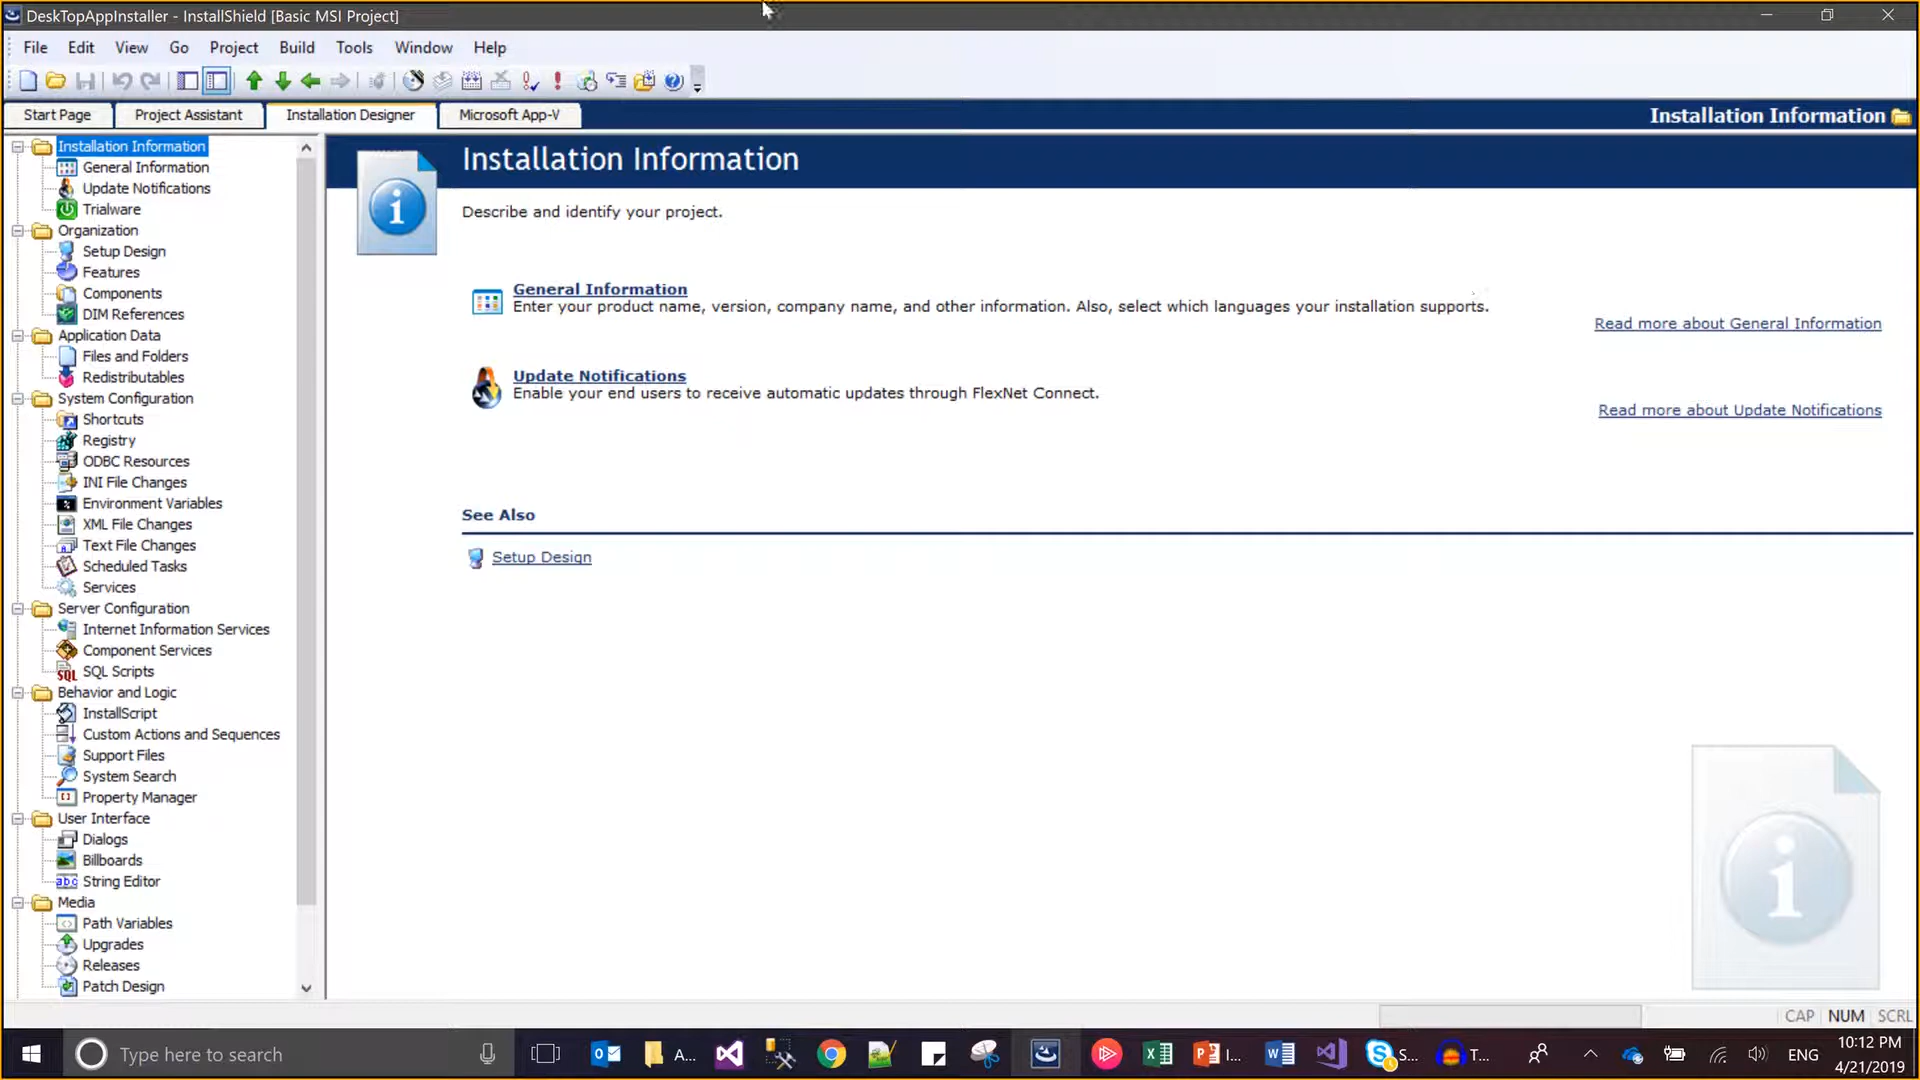 DeskTopAppInstaller - InstallShield [Basic MSI Project]
File Edit View Go Project Build Tools Window Help
Start Page Project Assistant Installation Designer Microsoft App-V Installation Information
Installation Information
General Information
Update Notifications
Trialware
Organization
Setup Design
Features
Components
DIM References
Application Data
Files and Folders
Redistributables
System Configuration
Shortcuts
Registry
ODBC Resources
INI File Changes
Environment Variables
XML File Changes
Text File Changes
Scheduled Tasks
Services
Server Configuration
Internet Information Services
Component Services
SQL Scripts
Behavior and Logic
InstallScript
Custom Actions and Sequences
Support Files
System Search
Property Manager
User Interface
Dialogs
Billboards
String Editor
Media
Path Variables
Upgrades
Releases
Patch Design
Installation Information
Describe and identify your project.
General Information
Enter your product name, version, company name, and other information. Also, select which languages your installation supports.
Read more about General Information
Update Notifications
Enable your end users to receive automatic updates through FlexNet Connect.
Read more about Update Notifications
See Also
Setup Design
CAP NUM SCRL
Type here to search
A... I... S... T... ENG
10:12 PM
4/21/2019